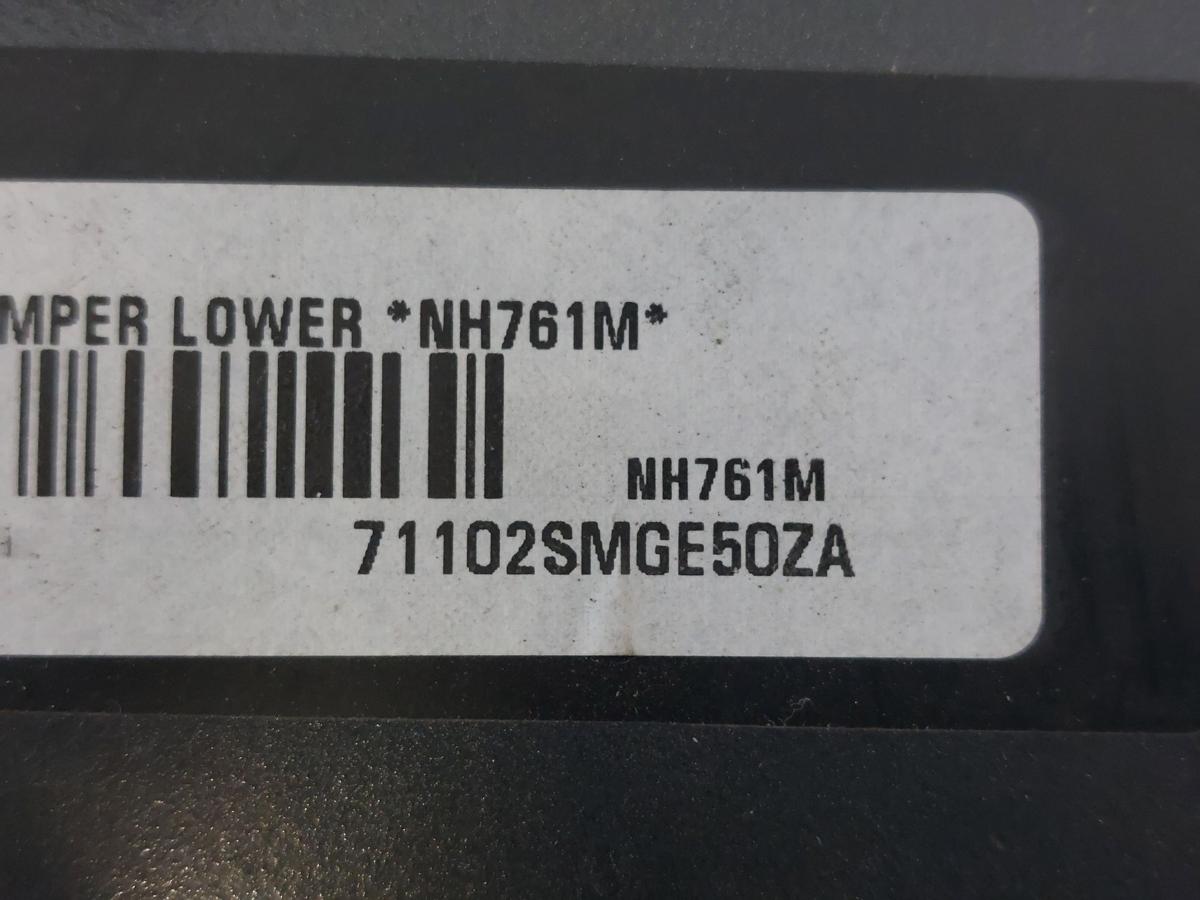 MPER LOWER *NH761M*
NH761M
71102SMGE50ZA